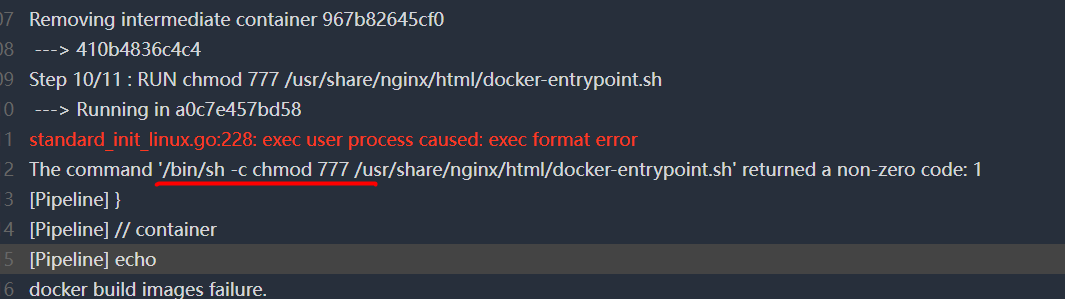 07 Removing intermediate container 967b82645cf0
08 ---> 410b4836c4c4
09 Step 10/11 : RUN chmod 777 /usr/share/nginx/html/docker-entrypoint.sh
0 ---> Running in a0c7e457bd58
1 standard_init_linux.go:228: exec user process caused: exec format error
2 The command '/bin/sh -c chmod 777 /usr/share/nginx/html/docker-entrypoint.sh' returned a non-zero code: 1
3 [Pipeline] }
4 [Pipeline] // container
5 [Pipeline] echo
6 docker build images failure.